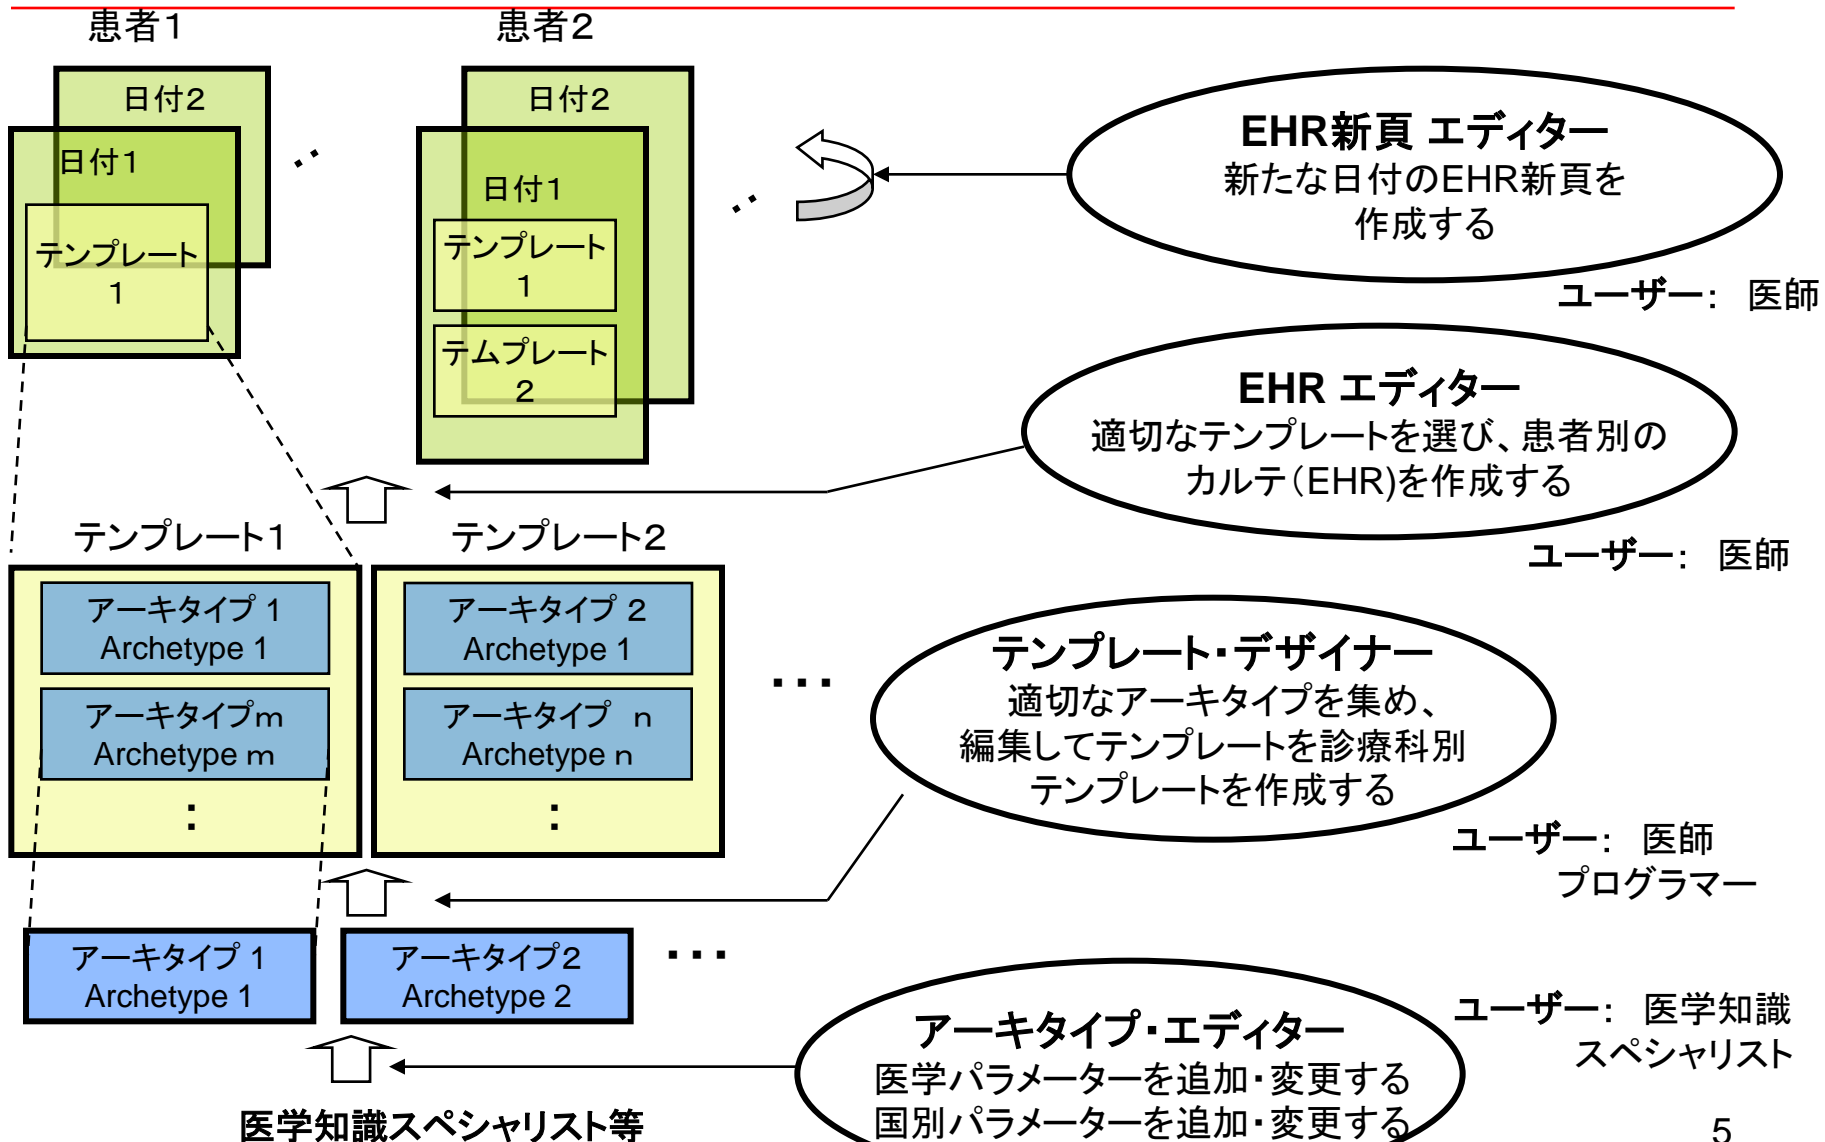 患者1
患者2
日付2
日付1
テンプレート
1
日付2
日付1
テンプレート
1
テムプレート
2
EHR新頁 エディター
新たな日付のEHR新頁を
作成する
ユーザー： 医師
EHR エディター
適切なテンプレートを選び、患者別の
カルテ（EHR)を作成する
ユーザー： 医師
テンプレート1
テンプレート2
アーキタイプ 1
Archetype 1
アーキタイプm
Archetype m
：
アーキタイプ 2
Archetype 1
アーキタイプ n
Archetype n
：
・・・
テンプレート・デザイナー
適切なアーキタイプを集め、
編集してテンプレートを診療科別
テンプレートを作成する
ユーザー： 医師
プログラマー
アーキタイプ 1
Archetype 1
アーキタイプ2
Archetype 2
・・・
アーキタイプ・エディター
医学パラメーターを追加・変更する
国別パラメーターを追加・変更する
ユーザー： 医学知識
スペシャリスト
医学知識スペシャリスト等
5